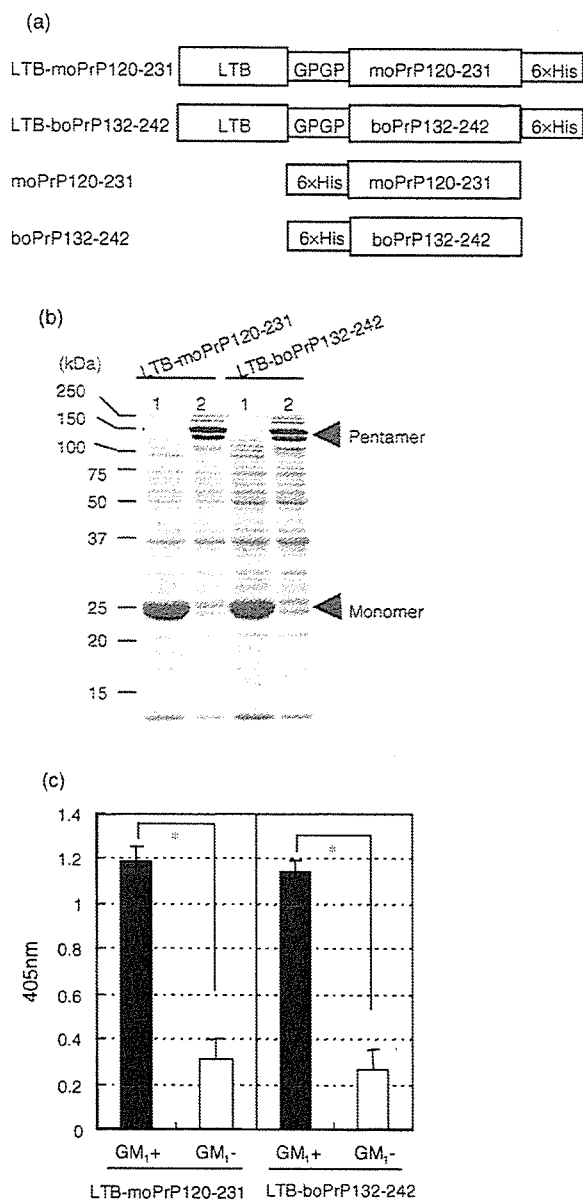 (a)
LTB-moPrP120-231 LTB GPGP moPrP120-231 6×His
LTB-boPrP132-242 LTB GPGP boPrP132-242 6×His
moPrP120-231 6×His moPrP120-231
boPrP132-242 6×His boPrP132-242
(b)
LTB-moPrP120-231 LTB-boPrP132-242
(kDa)
1 2 1 2
250
150
Pentamer
100
75
50
37
25 Monomer
20
15
(c)
405nm
1.4
1.2
1
0.8
0.6
0.4
0.2
0
* *
GM1+ GM1- GM1+ GM1-
LTB-moPrP120-231 LTB-boPrP132-242